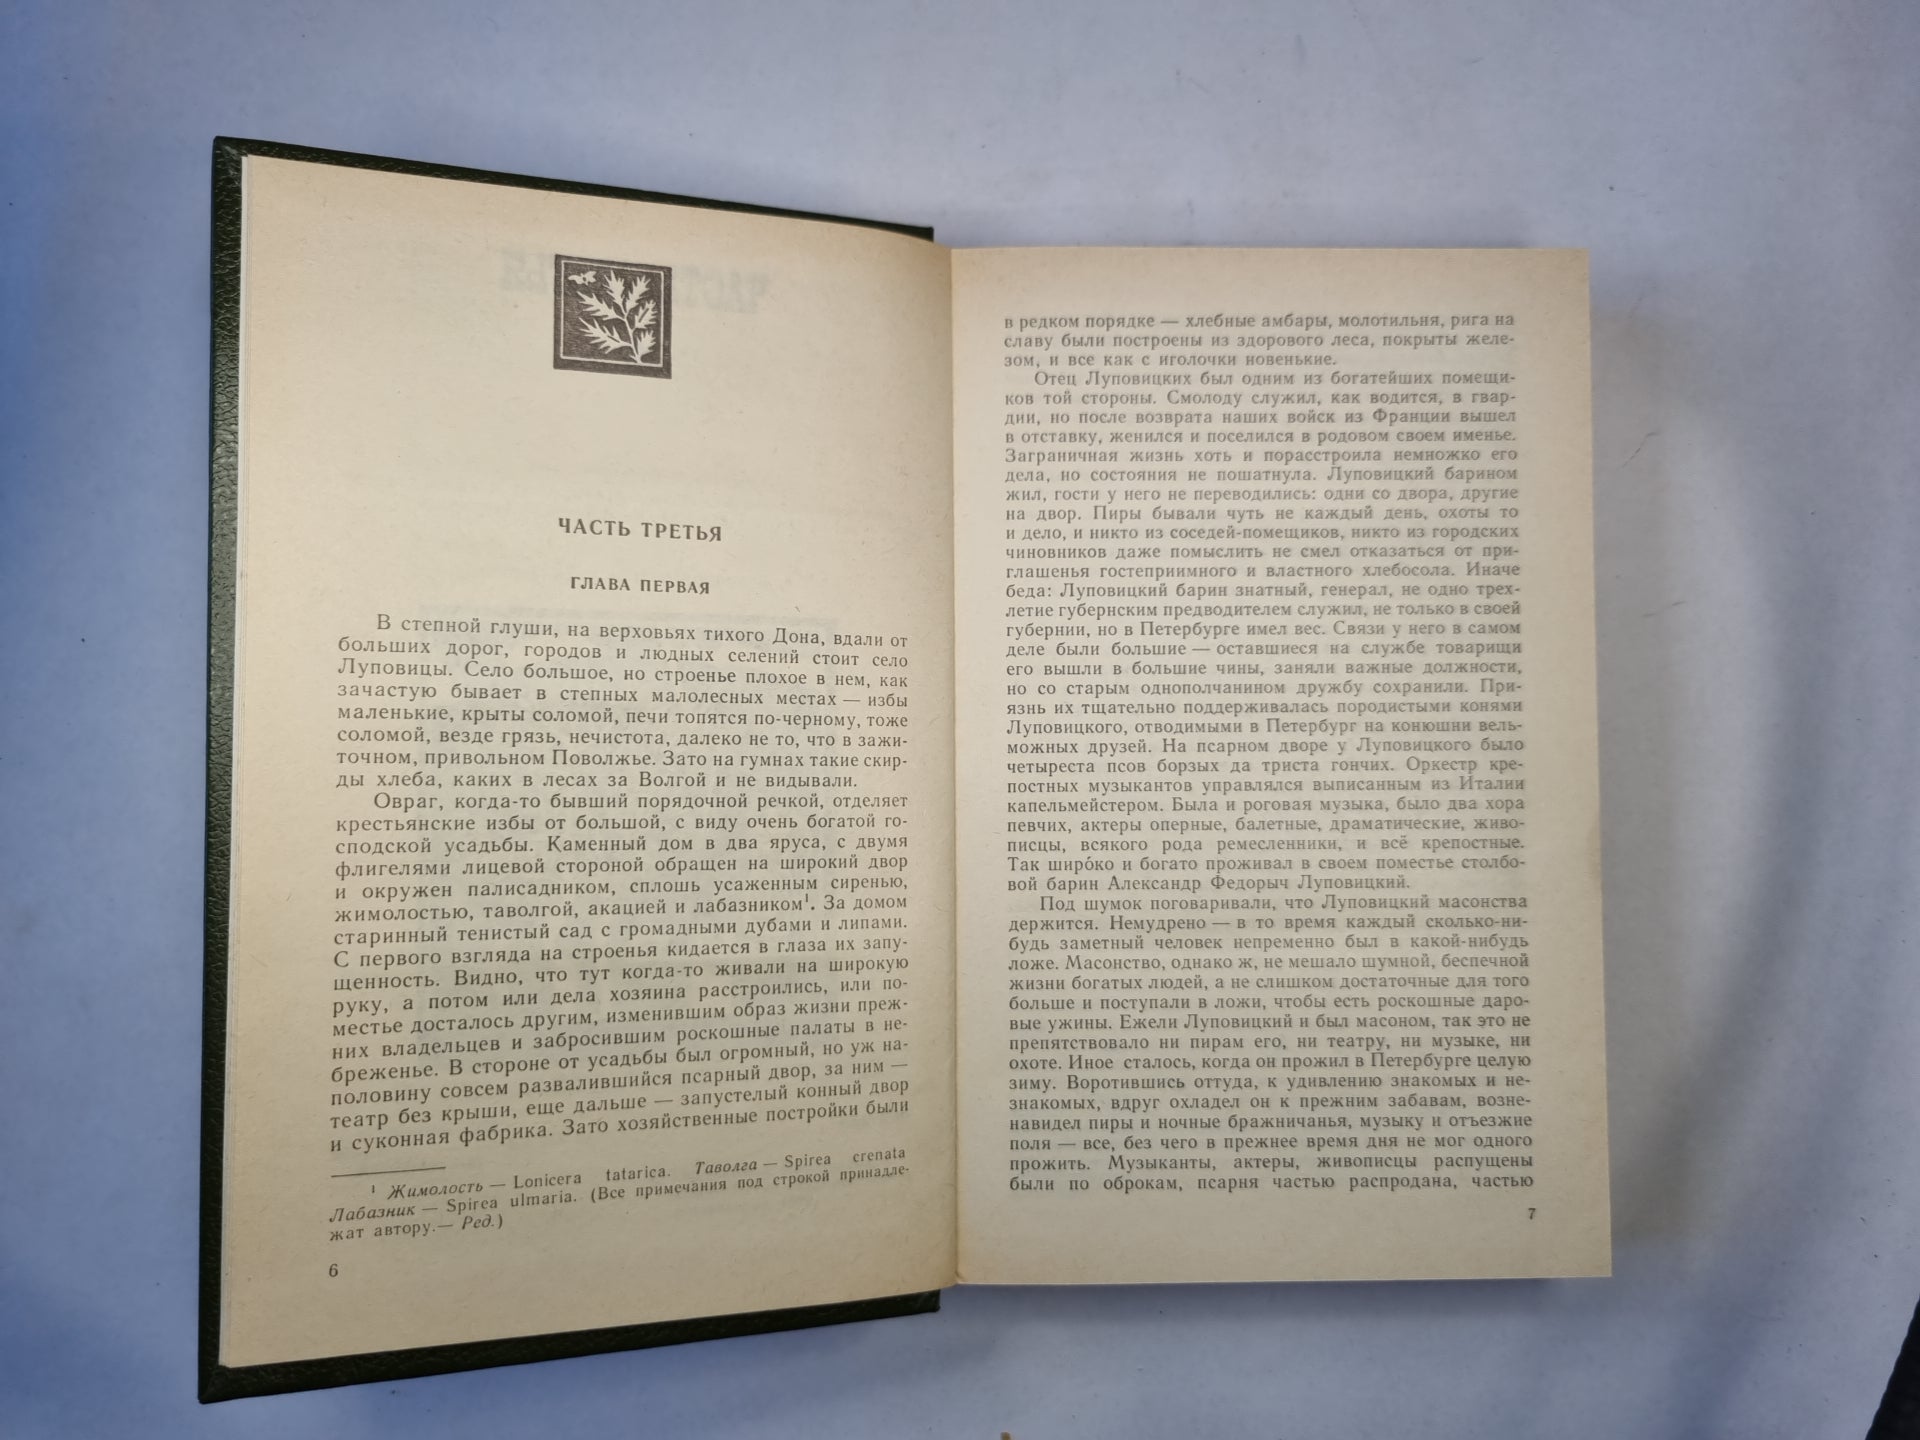 ЧАСТЬ ТРЕТЬЯ
ГЛАВА ПЕРВАЯ
В степной глуши, на верховьях тихого Дона, вдали от
больших дорог, городов и людных селений стоит село
Луповицы. Село большое, но строенье плохое в нем, как
зачастую бывает в степных малолесных местах — избы
маленькие, крыты соломой, печи топятся по-черному, тоже
соломой, везде грязь, нечистота, далеко не то, что в зажи-
точном, привольном Поволжье. Зато на гумнах такие скир-
ды хлеба, каких в лесах за Волгой и не видывали.
Овраг, когда-то бывший порядочной речкой, отделяет
крестьянские избы от большой, с виду очень богатой го-
сподской усадьбы. Каменный дом в два яруса, с двумя
флигелями лицевой стороной обращен на широкий двор
и окружен палисадником, сплошь усаженным сиренью,
жимолостью, таволгой, акацией и лабазником¹. За домом
старинный тенистый сад с громадными дубами и липами.
С первого взгляда на строенья кидается в глаза их запу-
щенность. Видно, что тут когда-то живали на широкую
руку, а потом или дела хозяина расстроились, или по-
местье досталось другим, изменившим образ жизни преж-
них владельцев и забросившим роскошные палаты в не-
бреженье. В стороне от усадьбы был огромный, но уж на-
половину совсем развалившийся псарный двор, за ним —
театр без крыши, еще дальше — запустелый конный двор
и суконная фабрика. Зато хозяйственные постройки были
¹ Жимолость — Lonicera tatarica. Таволга — Spirea crenata
Лабазник — Spirea ulmaria. (Все примечания под строкой принадле-
жат автору.— Ред.)
6
в редком порядке — хлебные амбары, молотильня, рига на
славу были построены из здорового леса, покрыты желе-
зом, и все как с иголочки новенькие.
Отец Луповицких был одним из богатейших помещи-
ков той стороны. Смолоду служил, как водится, в гвар-
дии, но после возврата наших войск из Франции вышел
в отставку, женился и поселился в родовом своем именье.
Заграничная жизнь хоть и порасстроила немножко его
дела, но состояния не пошатнула. Луповицкий барином
жил, гости у него не переводились: одни со двора, другие
на двор. Пиры бывали чуть не каждый день, охоты то
и дело, и никто из соседей-помещиков, никто из городских
чиновников даже помыслить не смел отказаться от при-
глашенья гостеприимного и властного хлебосола. Иначе
беда: Луповицкий барин знатный, генерал, не одно трех-
летие губернским предводителем служил, не только в своей
губернии, но в Петербурге имел вес. Связи у него в самом
деле были большие — оставшиеся на службе товарищи
его вышли в большие чины, заняли важные должности,
но со старым однополчанином дружбу сохранили. При-
язнь их тщательно поддерживалась породистыми конями
Луповицкого, отводимыми в Петербург на конюшни вель-
можных друзей. На псарном дворе у Луповицкого было
четыреста псов борзых да триста гончих. Оркестр кре-
постных музыкантов управлялся выписанным из Италии
капельмейстером. Была и роговая музыка, было два хора
певчих, актеры оперные, балетные, драматические, живо-
писцы, всякого рода ремесленники, и всё крепостные.
Так широ́ко и богато проживал в своем поместье столбо-
вой барин Александр Федорыч Луповицкий.
Под шумок поговаривали, что Луповицкий масонства
держится. Немудрено — в то время каждый сколько-ни-
будь заметный человек непременно был в какой-нибудь
ложе. Масонство, однако ж, не мешало шумной, беспечной
жизни богатых людей, а не слишком достаточные для того
больше и поступали в ложи, чтобы есть роскошные даро-
вые ужины. Ежели Луповицкий и был масоном, так это не
препятствовало ни пирам его, ни театру, ни музыке, ни
охоте. Иное сталось, когда он прожил в Петербурге целую
зиму. Воротившись оттуда, к удивлению знакомых и не-
знакомых, вдруг охладел он к прежним забавам, возне-
навидел пиры и ночные бражничанья, музыку и отъезжие
поля — все, без чего в прежнее время дня не мог одного
прожить. Музыканты, актеры, живописцы распущены
были по оброкам, псарня частью распродана, частью
7